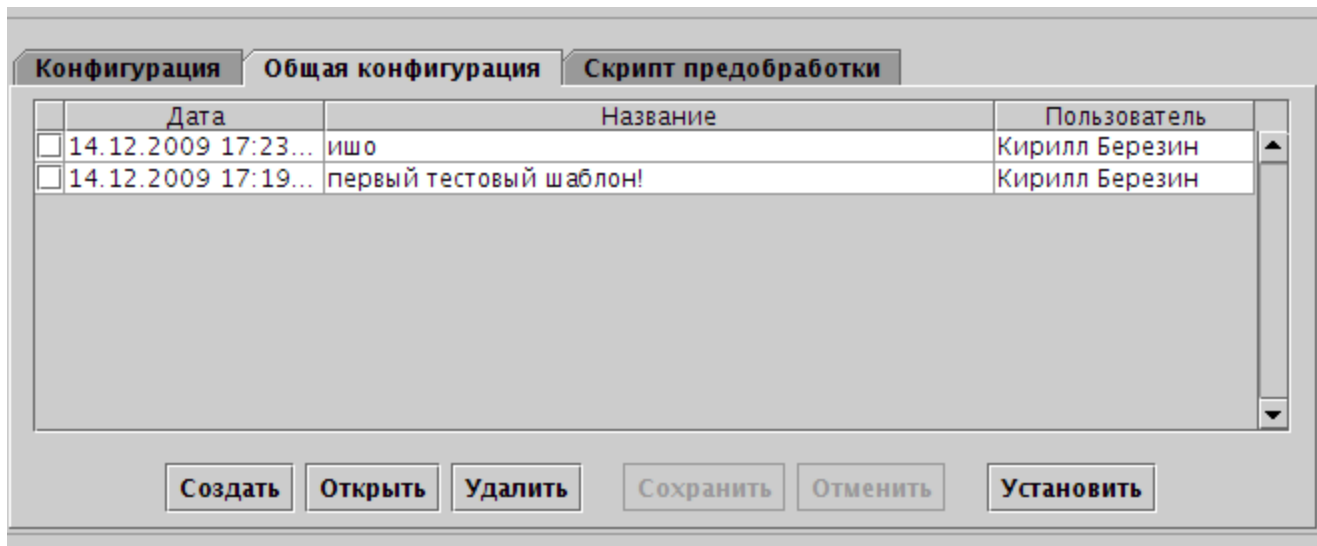 Конфигурация Общая конфигурация Скрипт предобработки
Дата Название Пользователь
14.12.2009 17:23... ишо Кирилл Березин
14.12.2009 17:19... первый тестовый шаблон! Кирилл Березин
Создать Открыть Удалить Сохранить Отменить Установить